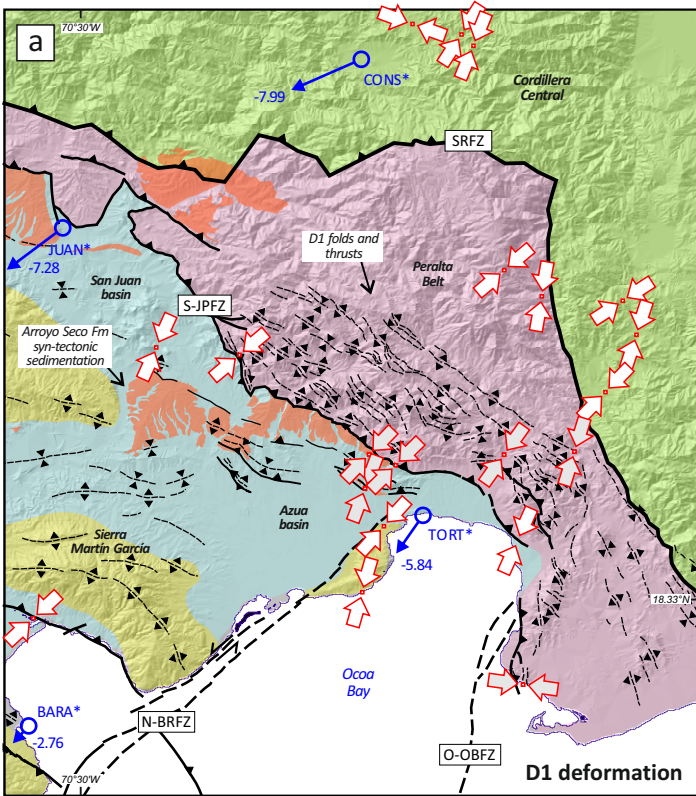 70°30'W
a
CONS*
-7.99
Cordillera
Central
SRFZ
JUAN*
-7.28
D1 folds and
thrusts
Peralta
Belt
San Juan
basin
S-JPFZ
Arroyo Seco Fm
syn-tectonic
sedimentation
Azua
basin
Sierra
Martín García
TORT*
-5.84
18.33°N
Ocoa
Bay
BARA*
-2.76
N-BRFZ
O-OBFZ
70°30'W
D1 deformation